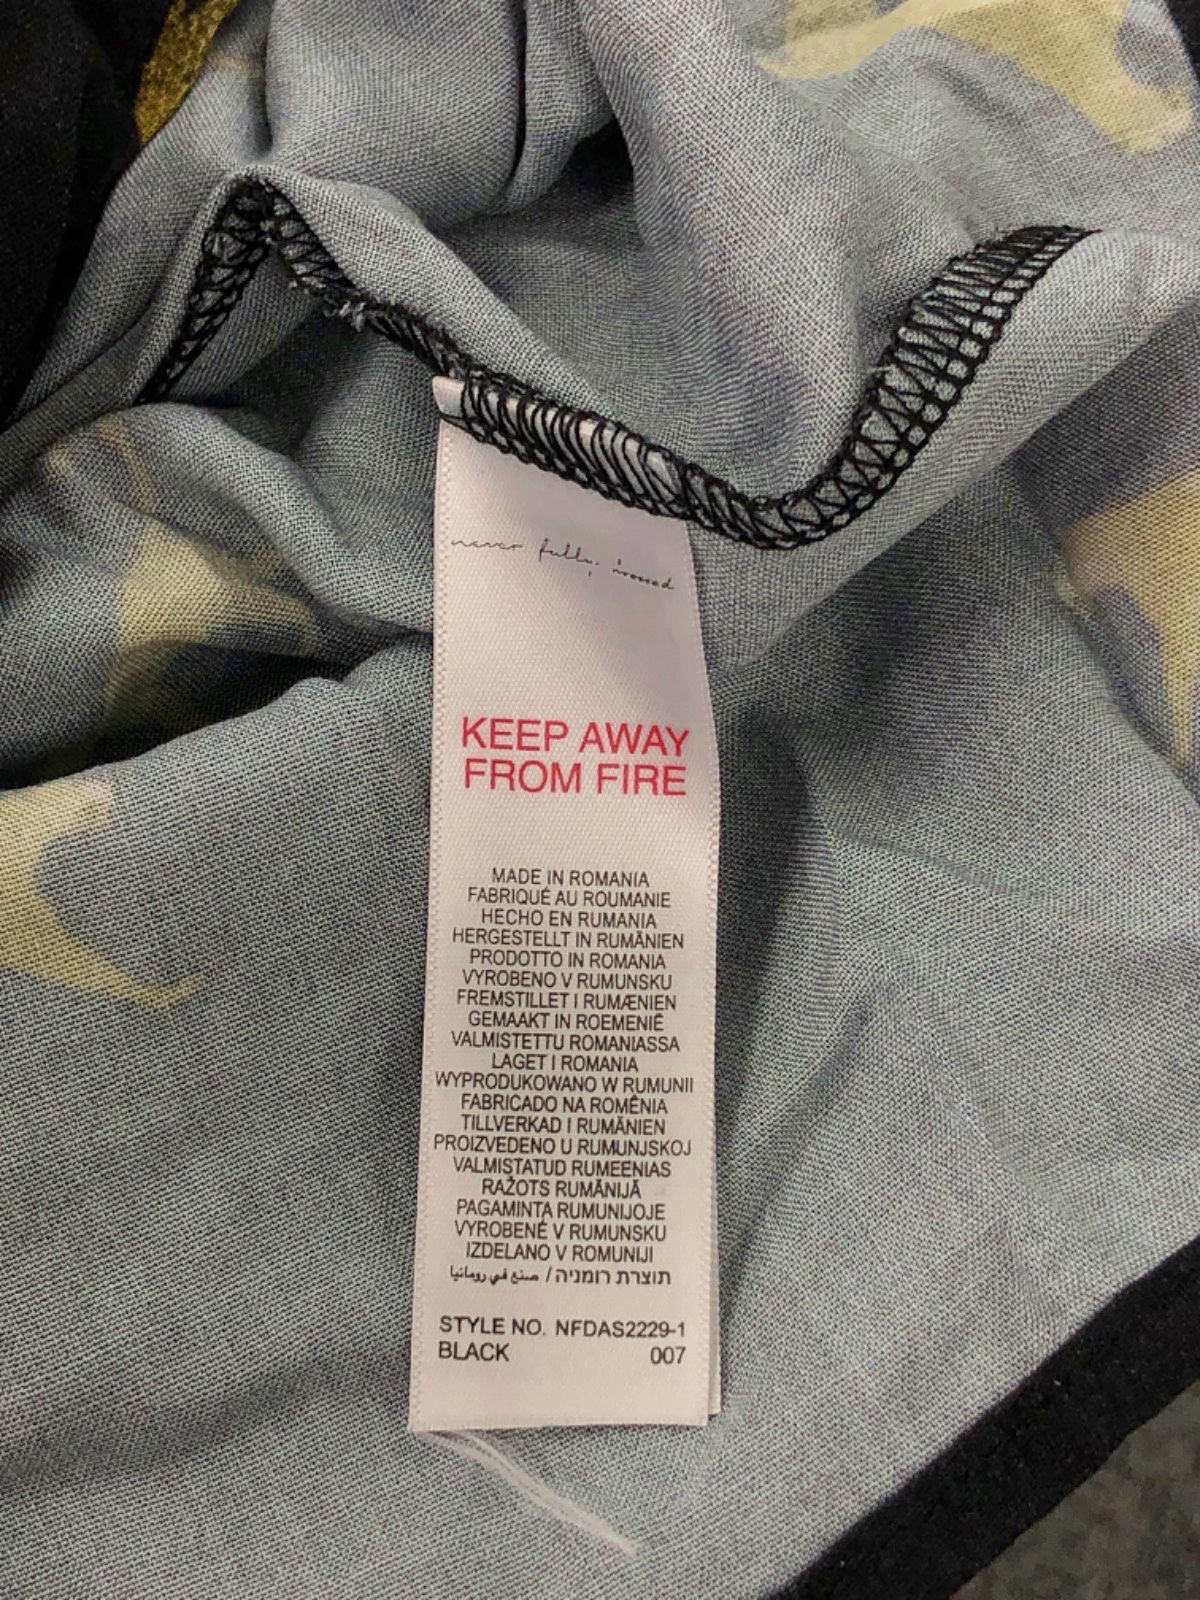 never fully dressed
KEEP AWAY
FROM FIRE
MADE IN ROMANIA
FABRIQUÉ AU ROUMANIE
HECHO EN RUMANIA
HERGESTELLT IN RUMÄNIEN
PRODOTTO IN ROMANIA
VYROBENO V RUMUNSKU
FREMSTILLET I RUMÆNIEN
GEMAAKT IN ROEMENIË
VALMISTETTU ROMANIASSA
LAGET I ROMANIA
WYPRODUKOWANO W RUMUNII
FABRICADO NA ROMÊNIA
TILLVERKAD I RUMÄNIEN
PROIZVEDENO U RUMUNJSKOJ
VALMISTATUD RUMEENIAS
RAŽOTS RUMĀNIJĀ
PAGAMINTA RUMUNIJOJE
VYROBENÉ V RUMUNSKU
IZDELANO V ROMUNIJI
תוצרת רומניה / صنع في رومانيا
STYLE NO. NFDAS2229-1
BLACK 007